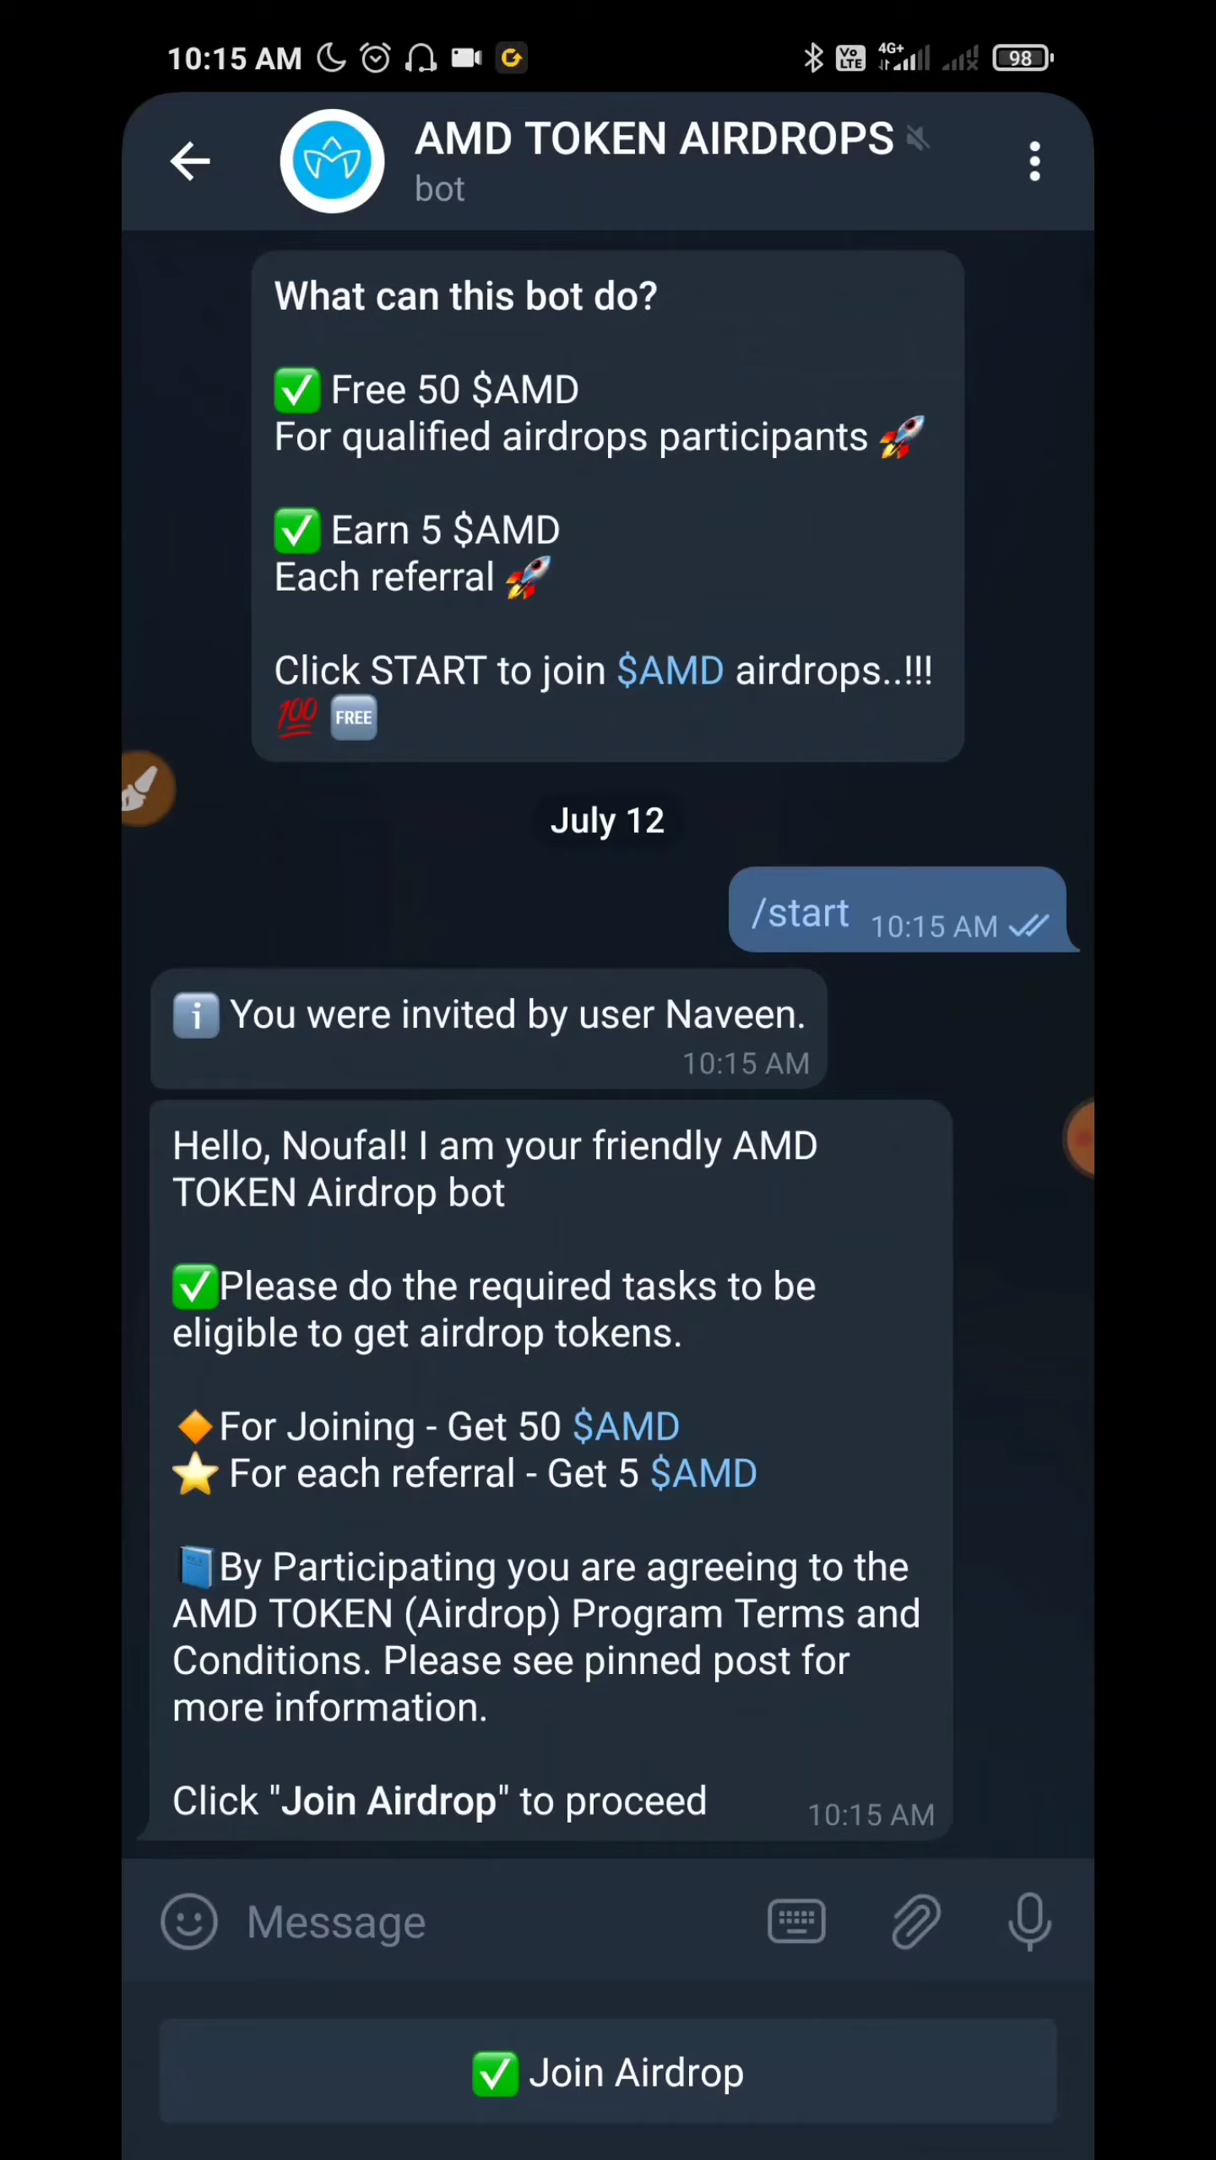 10:15 AM
Vo LTE 4G+ 98
AMD TOKEN AIRDROPS
bot
What can this bot do?
✅ Free 50 $AMD
For qualified airdrops participants 🚀
✅ Earn 5 $AMD
Each referral 🚀
Click START to join $AMD airdrops..!!!
💯 🆓
July 12
/start 10:15 AM
ℹ️ You were invited by user Naveen.
10:15 AM
Hello, Noufal! I am your friendly AMD
TOKEN Airdrop bot
✅Please do the required tasks to be
eligible to get airdrop tokens.
🔶For Joining - Get 50 $AMD
⭐ For each referral - Get 5 $AMD
📘By Participating you are agreeing to the
AMD TOKEN (Airdrop) Program Terms and
Conditions. Please see pinned post for
more information.
Click "Join Airdrop" to proceed 10:15 AM
Message
✅ Join Airdrop